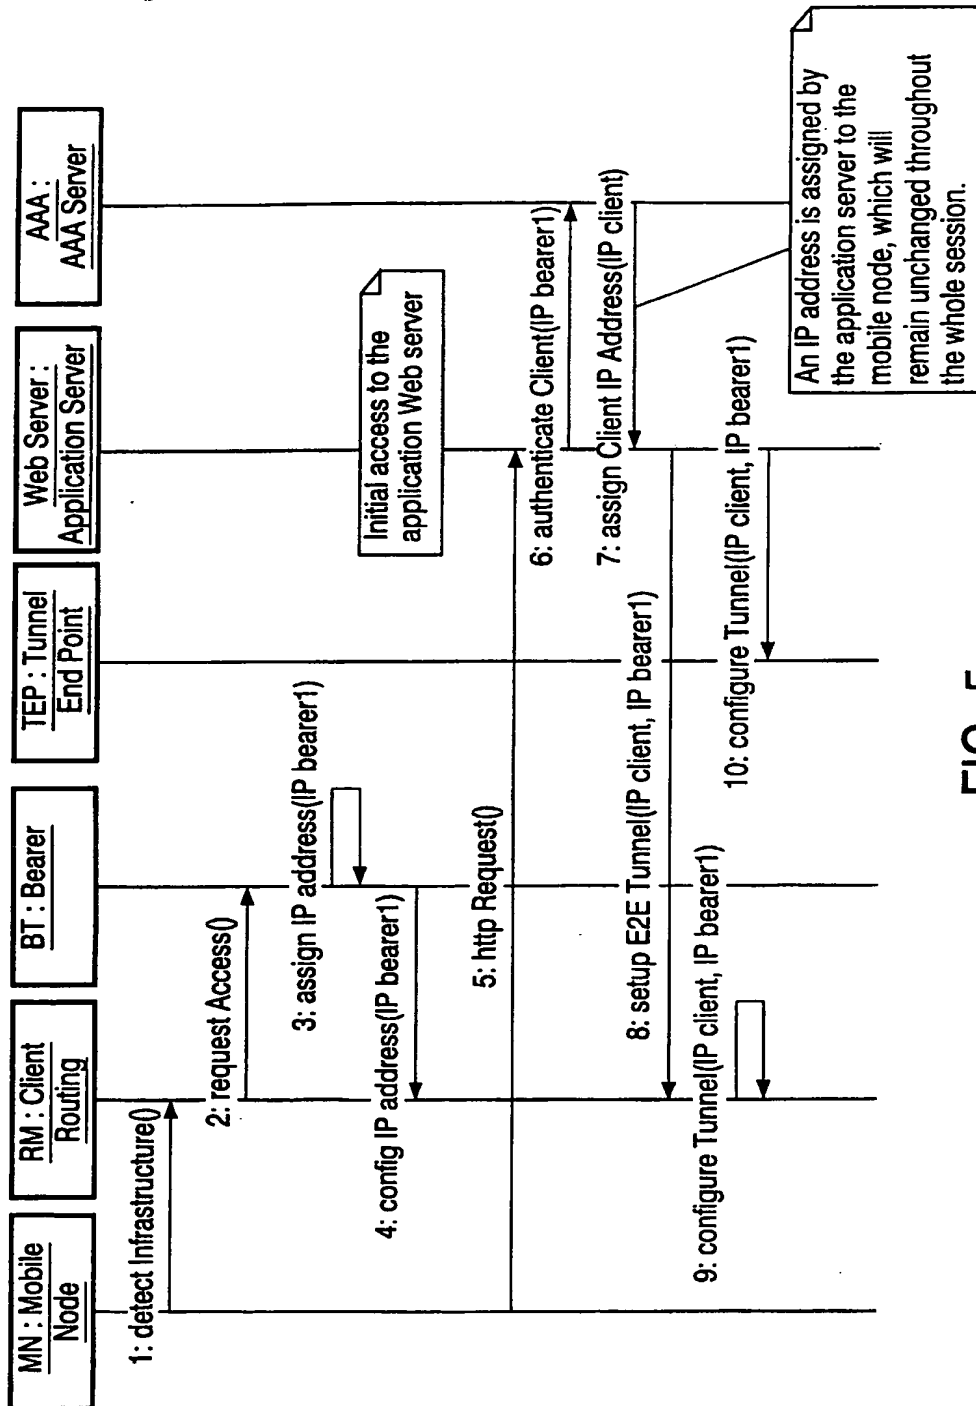 MN : Mobile
Node
RM : Client
Routing
BT : Bearer
TEP : Tunnel
End Point
Web Server :
Application Server
AAA :
AAA Server
1: detect Infrastructure()
2: request Access()
3: assign IP address(IP bearer1)
4: config IP address(IP bearer1)
Initial access to the
application Web server
5: http Request()
6: authenticate Client(IP bearer1)
7: assign Client IP Address(IP client)
8: setup E2E Tunnel(IP client, IP bearer1)
9: configure Tunnel(IP client, IP bearer1)
10: configure Tunnel(IP client, IP bearer1)
An IP address is assigned by
the application server to the
mobile node, which will
remain unchanged throughout
the whole session.